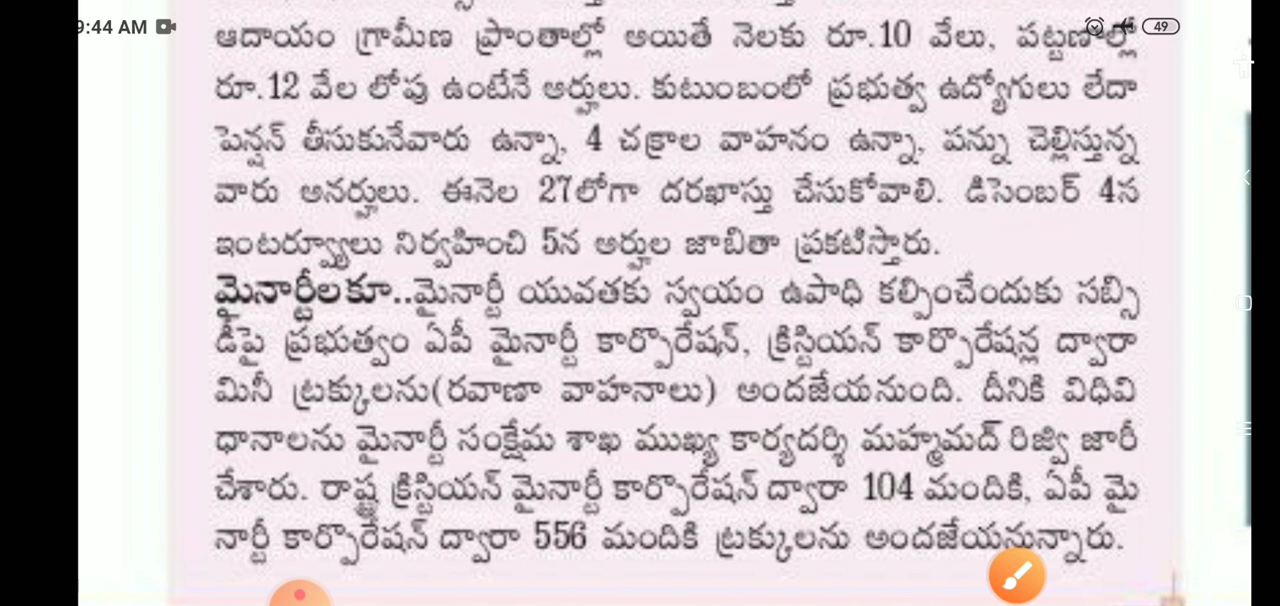 9:44 AM
49
ఆదాయం గ్రామీణ ప్రాంతాల్లో అయితే నెలకు రూ.10 వేలు, పట్టణాల్లో
రూ.12 వేల లోపు ఉంటేనే అర్హులు. కుటుంబంలో ప్రభుత్వ ఉద్యోగులు లేదా
పెన్షన్ తీసుకునేవారు ఉన్నా, 4 చక్రాల వాహనం ఉన్నా, పన్ను చెల్లిస్తున్న
వారు అనర్హులు. ఈనెల 27లోగా దరఖాస్తు చేసుకోవాలి. డిసెంబర్ 4న
ఇంటర్వ్యూలు నిర్వహించి 5న అర్హుల జాబితా ప్రకటిస్తారు.
మైనార్టీలకూ..మైనార్టీ యువతకు స్వయం ఉపాధి కల్పించేందుకు సబ్సి
డీపై ప్రభుత్వం ఏపీ మైనార్టీ కార్పొరేషన్, క్రిస్టియన్ కార్పొరేషన్ల ద్వారా
మినీ ట్రక్కులను(రవాణా వాహనాలు) అందజేయనుంది. దీనికి విధివి
ధానాలను మైనార్టీ సంక్షేమ శాఖ ముఖ్య కార్యదర్శి మహ్మమద్ రిజ్వి జారీ
చేశారు. రాష్ట్ర క్రిస్టియన్ మైనార్టీ కార్పొరేషన్ ద్వారా 104 మందికి, ఏపీ మై
నార్టీ కార్పొరేషన్ ద్వారా 556 మందికి ట్రక్కులను అందజేయనున్నారు.